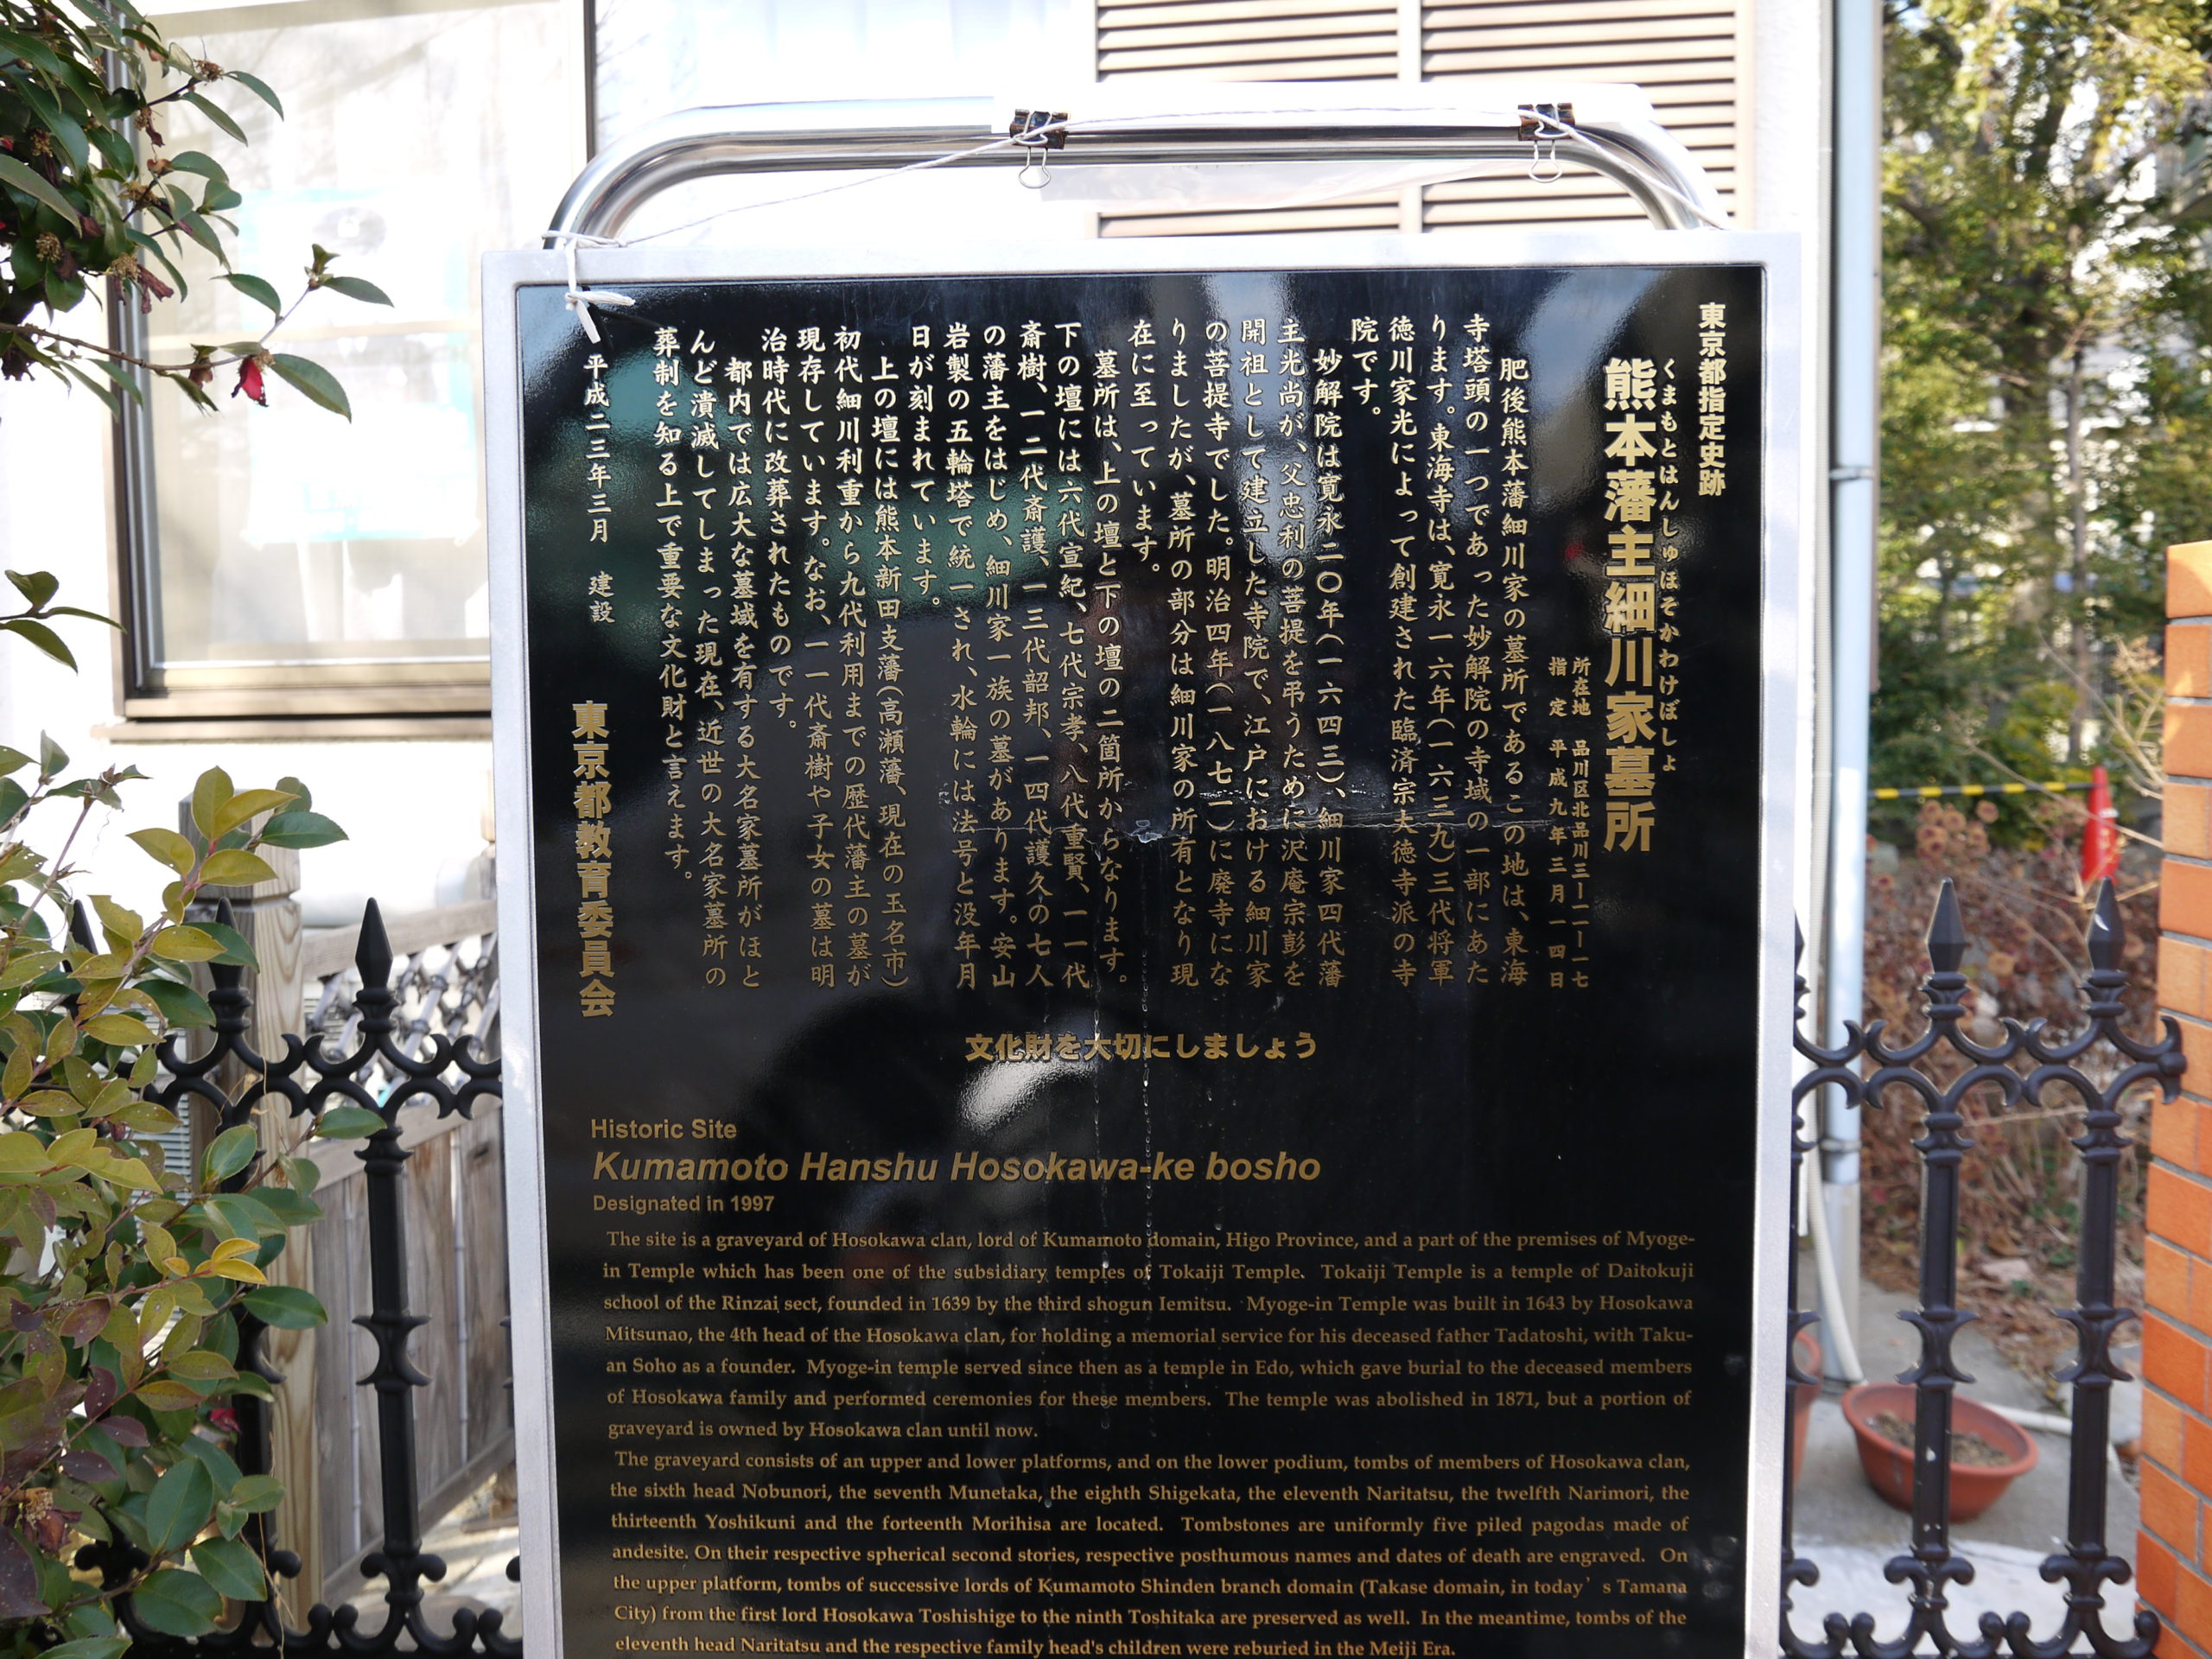 東京都指定史跡
くまもとはんしゅほそかわけぼしょ
熊本藩主細川家墓所
所在地 品川区北品川三―一一―一七
指定 平成九年三月一四日
肥後熊本藩細川家の墓所であるこの地は、東海
寺塔頭の一つであった妙解院の寺域の一部にあた
ります。東海寺は、寛永一六年(一六三九)三代将軍
徳川家光によって創建された臨済宗大徳寺派の寺
院です。
妙解院は寛永二〇年(一六四三)、細川家四代藩
主光尚が、父忠利の菩提を弔うために沢庵宗彭を
開祖として建立した寺院で、江戸における細川家
の菩提寺でした。明治四年(一八七一)に廃寺にな
りましたが、墓所の部分は細川家の所有となり現
在に至っています。
墓所は、上の壇と下の壇の二箇所からなります。
下の壇には六代宣紀、七代宗孝、八代重賢、一一代
斎樹、一二代斎護、一三代韶邦、一四代護久の七人
の藩主をはじめ、細川家一族の墓があります。安山
岩製の五輪塔で統一され、水輪には法号と没年月
日が刻まれています。
上の壇には熊本新田支藩(高瀬藩、現在の玉名市)
初代細川利重から九代利用までの歴代藩主の墓が
現存しています。なお、一一代斎樹や子女の墓は明
治時代に改葬されたものです。
都内では広大な墓域を有する大名家墓所がほと
んど潰滅してしまった現在、近世の大名家墓所の
葬制を知る上で重要な文化財と言えます。
平成二三年三月 建設
東京都教育委員会
文化財を大切にしましょう
Historic Site
Kumamoto Hanshu Hosokawa-ke bosho
Designated in 1997
The site is a graveyard of Hosokawa clan, lord of Kumamoto domain, Higo Province, and a part of the premises of Myoge-
in Temple which has been one of the subsidiary temples of Tokaiji Temple. Tokaiji Temple is a temple of Daitokuji
school of the Rinzai sect, founded in 1639 by the third shogun Iemitsu. Myoge-in Temple was built in 1643 by Hosokawa
Mitsunao, the 4th head of the Hosokawa clan, for holding a memorial service for his deceased father Tadatoshi, with Taku-
an Soho as a founder. Myoge-in temple served since then as a temple in Edo, which gave burial to the deceased members
of Hosokawa family and performed ceremonies for these members. The temple was abolished in 1871, but a portion of
graveyard is owned by Hosokawa clan until now.
The graveyard consists of an upper and lower platforms, and on the lower podium, tombs of members of Hosokawa clan,
the sixth head Nobunori, the seventh Munetaka, the eighth Shigekata, the eleventh Naritatsu, the twelfth Narimori, the
thirteenth Yoshikuni and the forteenth Morihisa are located. Tombstones are uniformly five piled pagodas made of
andesite. On their respective spherical second stories, respective posthumous names and dates of death are engraved. On
the upper platform, tombs of successive lords of Kumamoto Shinden branch domain (Takase domain, in today's Tamana
City) from the first lord Hosokawa Toshishige to the ninth Toshitaka are preserved as well. In the meantime, tombs of the
eleventh head Naritatsu and the respective family head's children were reburied in the Meiji Era.